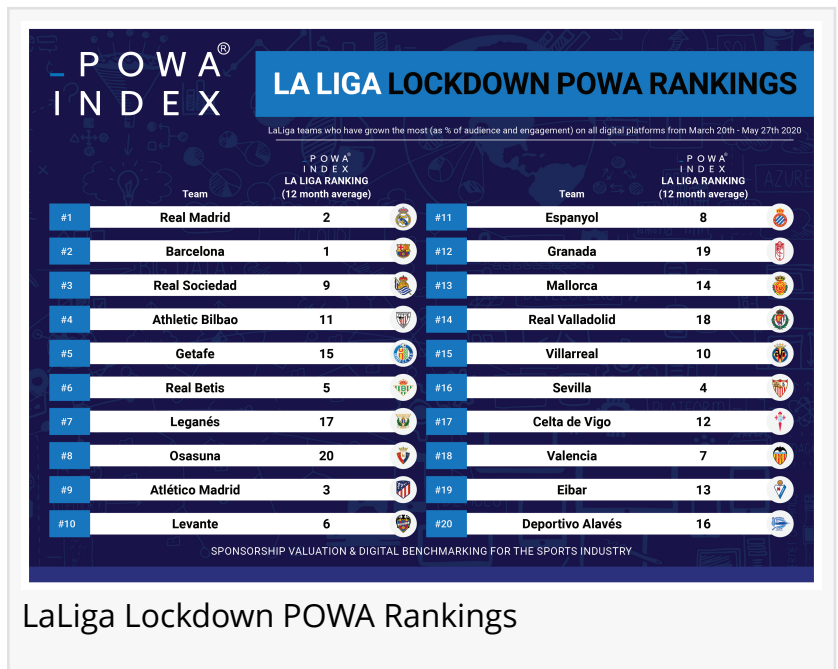 _POWA®
INDEX
LA LIGA LOCKDOWN POWA RANKINGS
LaLiga teams who have grown the most (as % of audience and engagement) on all digital platforms from March 20th - May 27th 2020
Team
_POWA®
INDEX
LA LIGA RANKING
(12 month average)
#1 Real Madrid 2
#2 Barcelona 1
#3 Real Sociedad 9
#4 Athletic Bilbao 11
#5 Getafe 15
#6 Real Betis 5
#7 Leganés 17
#8 Osasuna 20
#9 Atlético Madrid 3
#10 Levante 6
Team
_POWA®
INDEX
LA LIGA RANKING
(12 month average)
#11 Espanyol 8
#12 Granada 19
#13 Mallorca 14
#14 Real Valladolid 18
#15 Villarreal 10
#16 Sevilla 4
#17 Celta de Vigo 12
#18 Valencia 7
#19 Eibar 13
#20 Deportivo Alavés 16
SPONSORSHIP VALUATION & DIGITAL BENCHMARKING FOR THE SPORTS INDUSTRY
LaLiga Lockdown POWA Rankings